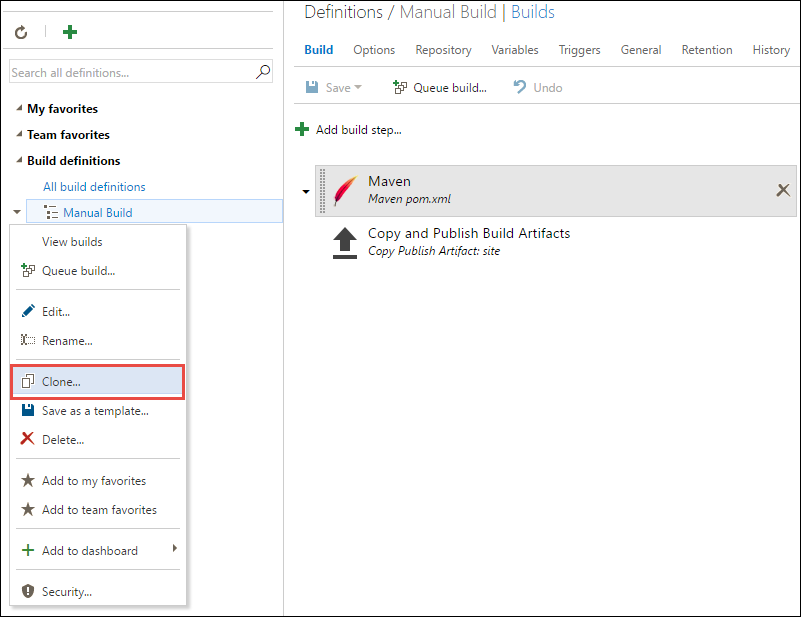 Definitions / Manual Build | Builds
Build Options Repository Variables Triggers General Retention History
Search all definitions...
Save Queue build... Undo
My favorites
Team favorites
Build definitions
All build definitions
Manual Build
Add build step...
Maven
Maven pom.xml
Copy and Publish Build Artifacts
Copy Publish Artifact: site
View builds
Queue build...
Edit...
Rename...
Clone...
Save as a template...
Delete...
Add to my favorites
Add to team favorites
Add to dashboard
Security...